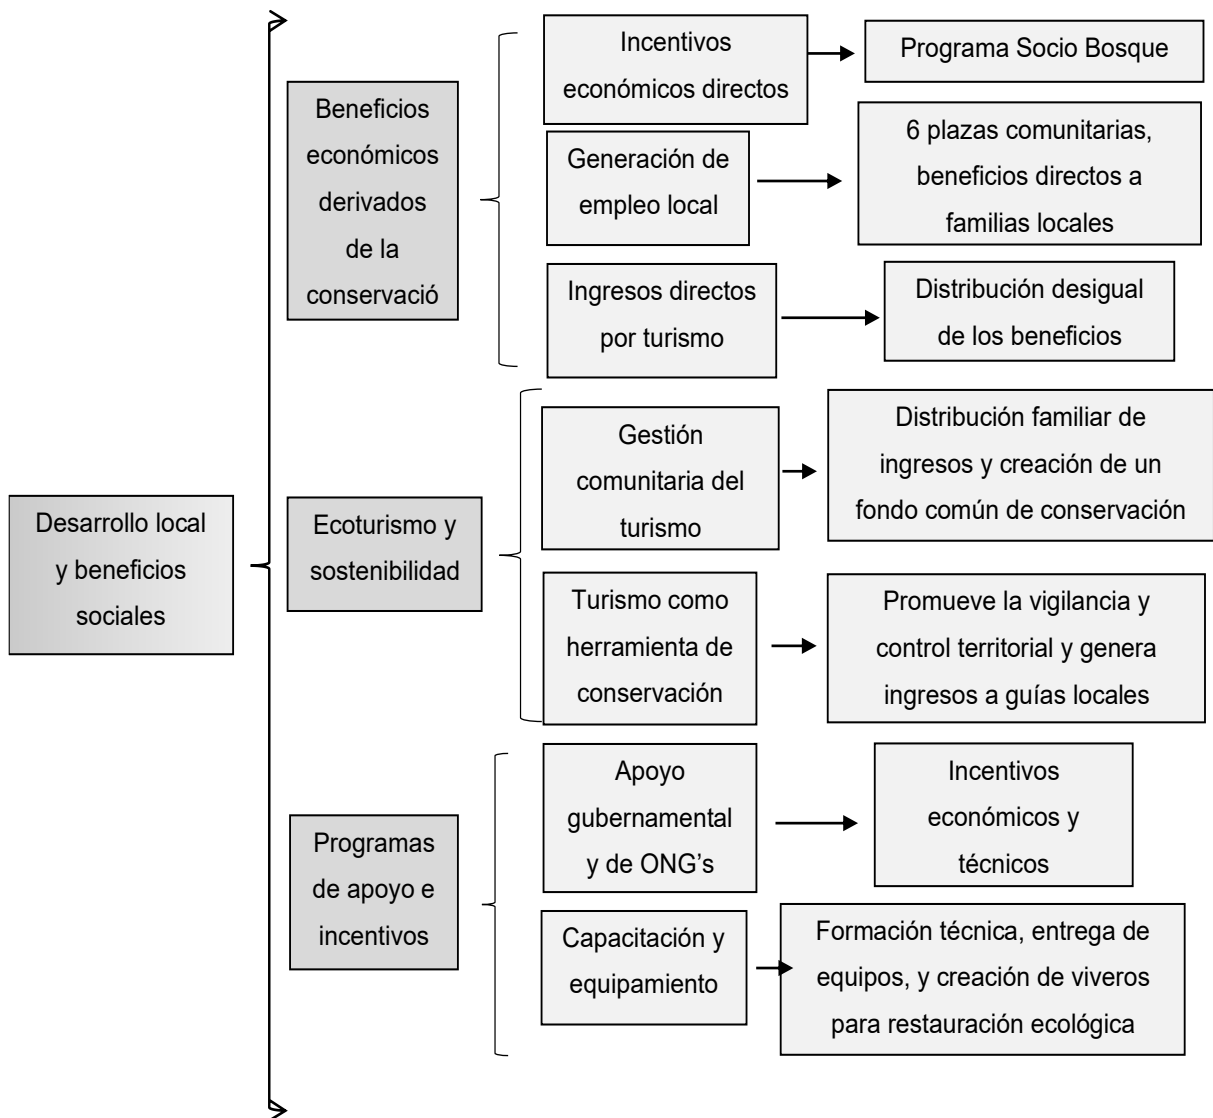 Desarrollo local
y beneficios
sociales
Beneficios
económicos
derivados
de la
conservació
Incentivos
económicos directos
Programa Socio Bosque
Generación de
empleo local
6 plazas comunitarias,
beneficios directos a
familias locales
Ingresos directos
por turismo
Distribución desigual
de los beneficios
Ecoturismo y
sostenibilidad
Gestión
comunitaria del
turismo
Distribución familiar de
ingresos y creación de un
fondo común de conservación
Turismo como
herramienta de
conservación
Promueve la vigilancia y
control territorial y genera
ingresos a guías locales
Programas
de apoyo e
incentivos
Apoyo
gubernamental
y de ONG’s
Incentivos
económicos y
técnicos
Capacitación y
equipamiento
Formación técnica, entrega de
equipos, y creación de viveros
para restauración ecológica